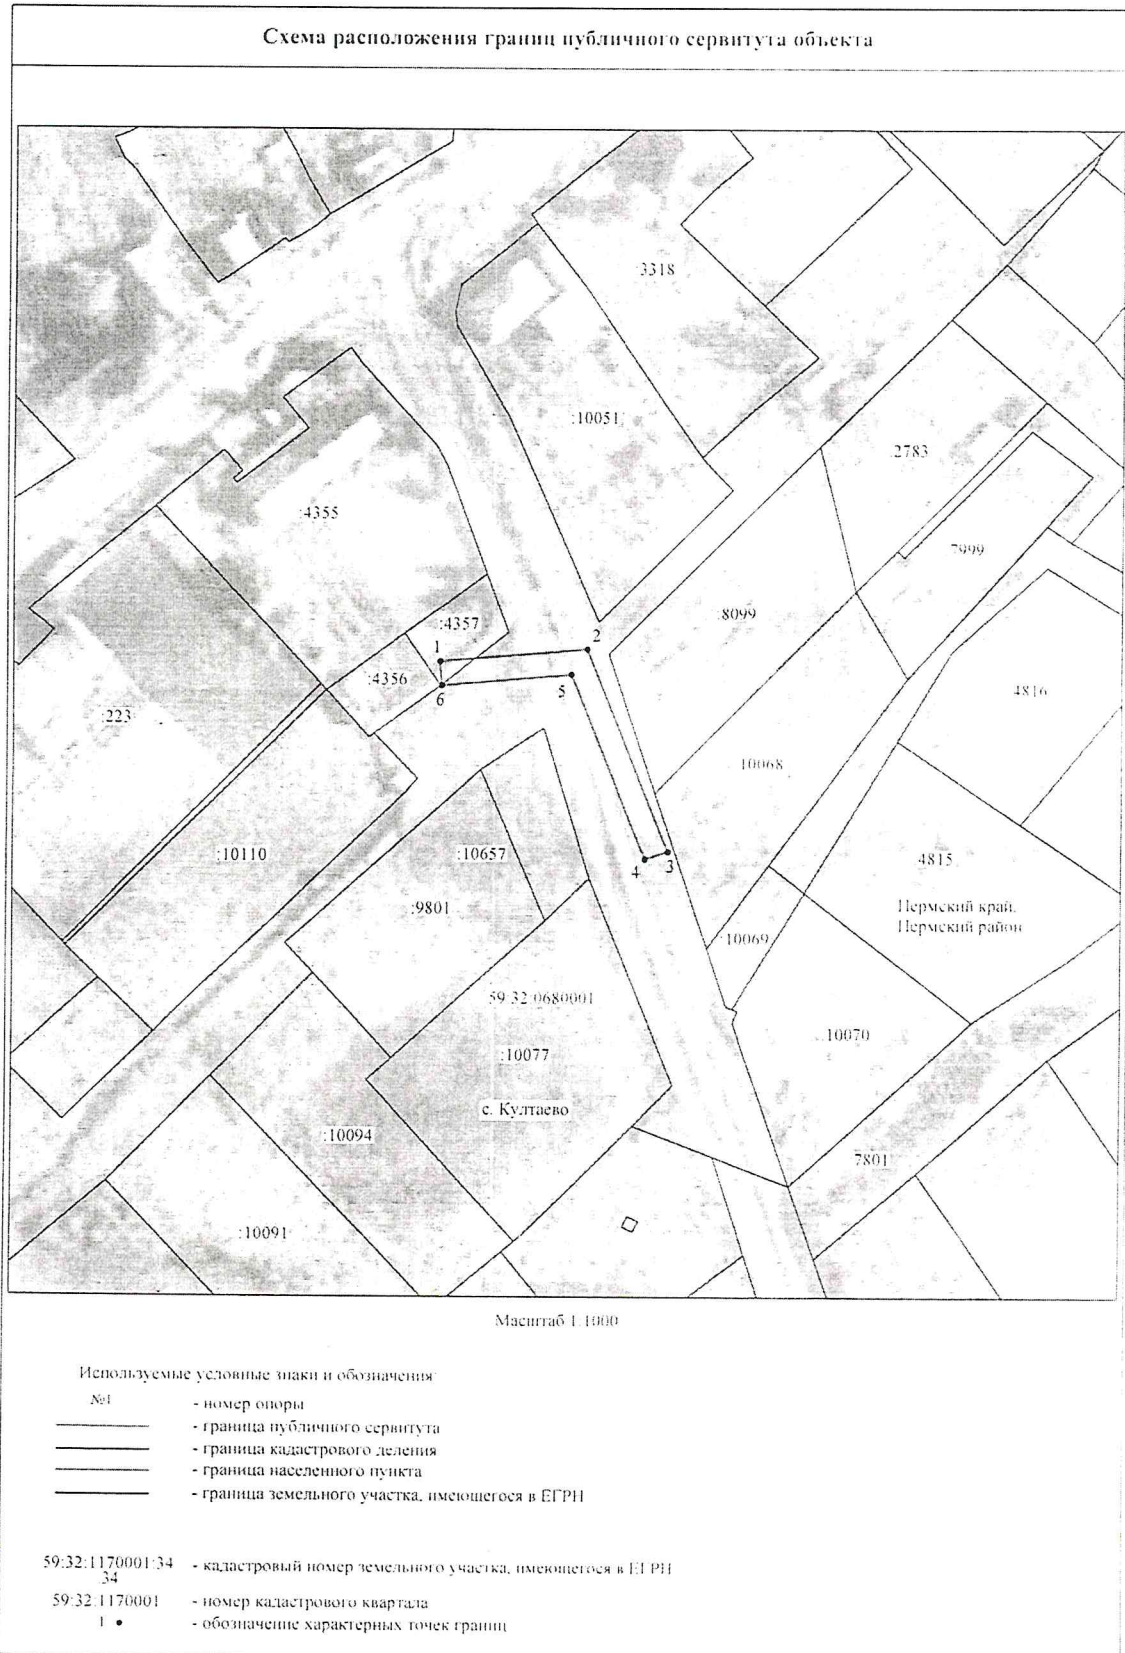 Схема расположения границ публичного сервитута объекта
:3318
:10051
:2783
:4355
7999
:4357
:8099
1
2
:4356
6
5
4816
:223
:10068
:10110
:10657
4
3
4815
:9801
Пермский край,
Пермский район
:10069
59:32:0680001
:10070
:10077
с. Култаево
:10094
7801
:10091
Масштаб 1:1000
Используемые условные знаки и обозначения:
№1 - номер опоры
- граница публичного сервитута
- граница кадастрового деления
- граница населенного пункта
- граница земельного участка, имеющегося в ЕГРН
59:32:1170001:34 - кадастровый номер земельного участка, имеющегося в ЕГРН
:34
59:32:1170001 - номер кадастрового квартала
1 • - обозначение характерных точек границ